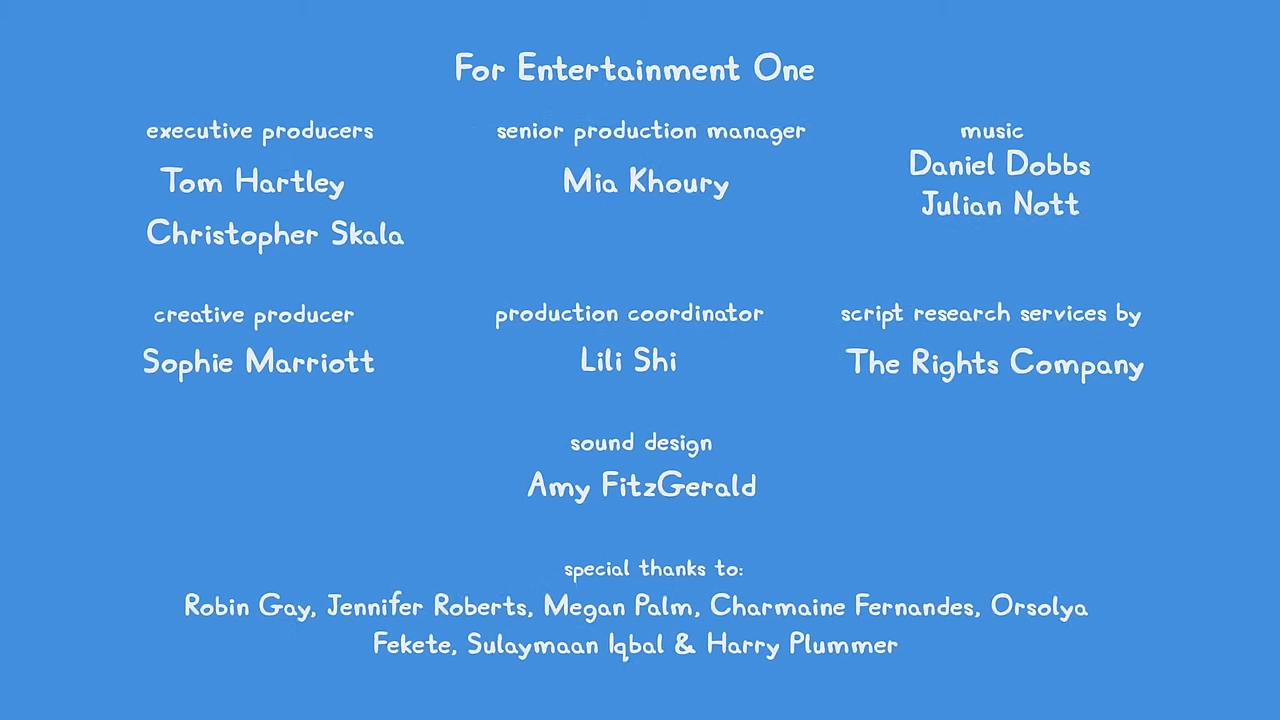 For Entertainment One
executive producers
Tom Hartley
Christopher Skala
senior production manager
Mia Khoury
music
Daniel Dobbs
Julian Nott
creative producer
Sophie Marriott
production coordinator
Lili Shi
script research services by
The Rights Company
sound design
Amy FitzGerald
special thanks to:
Robin Gay, Jennifer Roberts, Megan Palm, Charmaine Fernandes, Orsolya
Fekete, Sulaymaan Iqbal & Harry Plummer